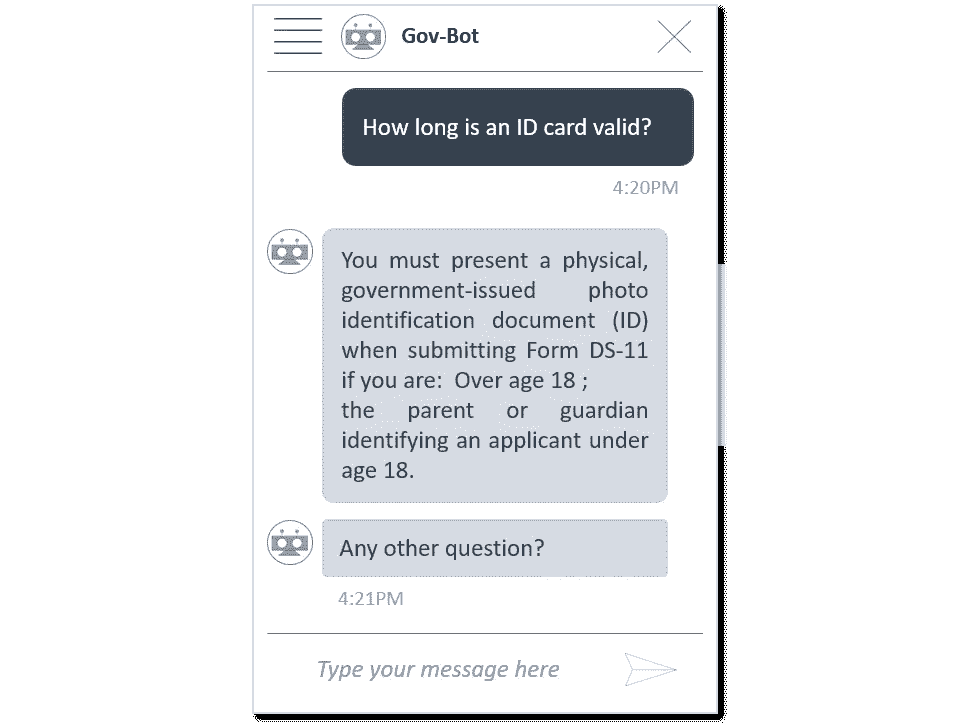 Gov-Bot
How long is an ID card valid?
4:20PM
You must present a physical,
government-issued photo
identification document (ID)
when submitting Form DS-11
if you are: Over age 18 ;
the parent or guardian
identifying an applicant under
age 18.
Any other question?
4:21PM
Type your message here